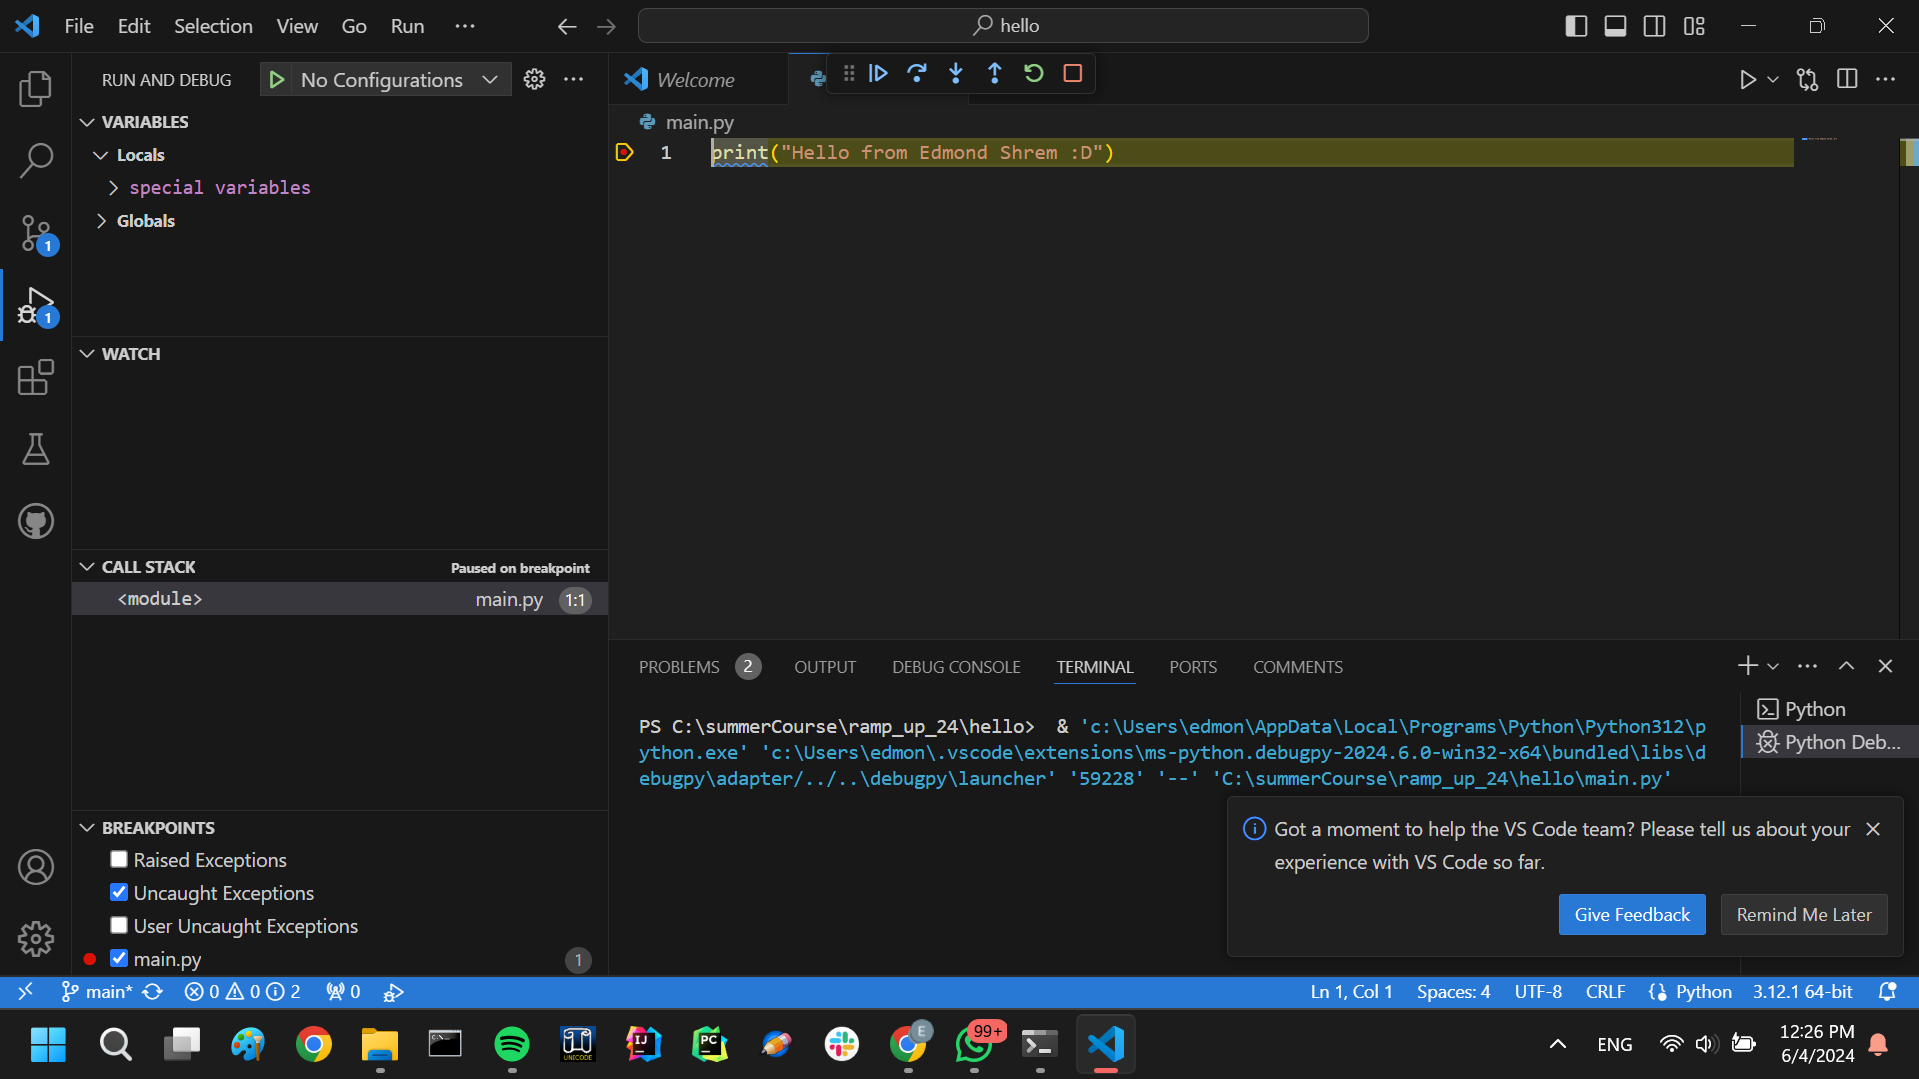 File Edit Selection View Go Run ···
hello
RUN AND DEBUG No Configurations
Welcome
VARIABLES
main.py
Locals
1 print("Hello from Edmond Shrem :D")
special variables
Globals
1
1
WATCH
CALL STACK Paused on breakpoint
<module> main.py 1:1
PROBLEMS 2 OUTPUT DEBUG CONSOLE TERMINAL PORTS COMMENTS
Python
Python Deb...
PS C:\summerCourse\ramp_up_24\hello>  & 'c:\Users\edmon\AppData\Local\Programs\Python\Python312\p
ython.exe' 'c:\Users\edmon\.vscode\extensions\ms-python.debugpy-2024.6.0-win32-x64\bundled\libs\d
ebugpy\adapter/../..\debugpy\launcher' '59228' '--' 'C:\summerCourse\ramp_up_24\hello\main.py'
BREAKPOINTS
Raised Exceptions
Uncaught Exceptions
User Uncaught Exceptions
main.py 1
Got a moment to help the VS Code team? Please tell us about your
experience with VS Code so far.
Give Feedback Remind Me Later
main* 0 0 2 0 Ln 1, Col 1 Spaces: 4 UTF-8 CRLF Python 3.12.1 64-bit
UNICODE IJ PC E 99+ ENG 12:26 PM
6/4/2024